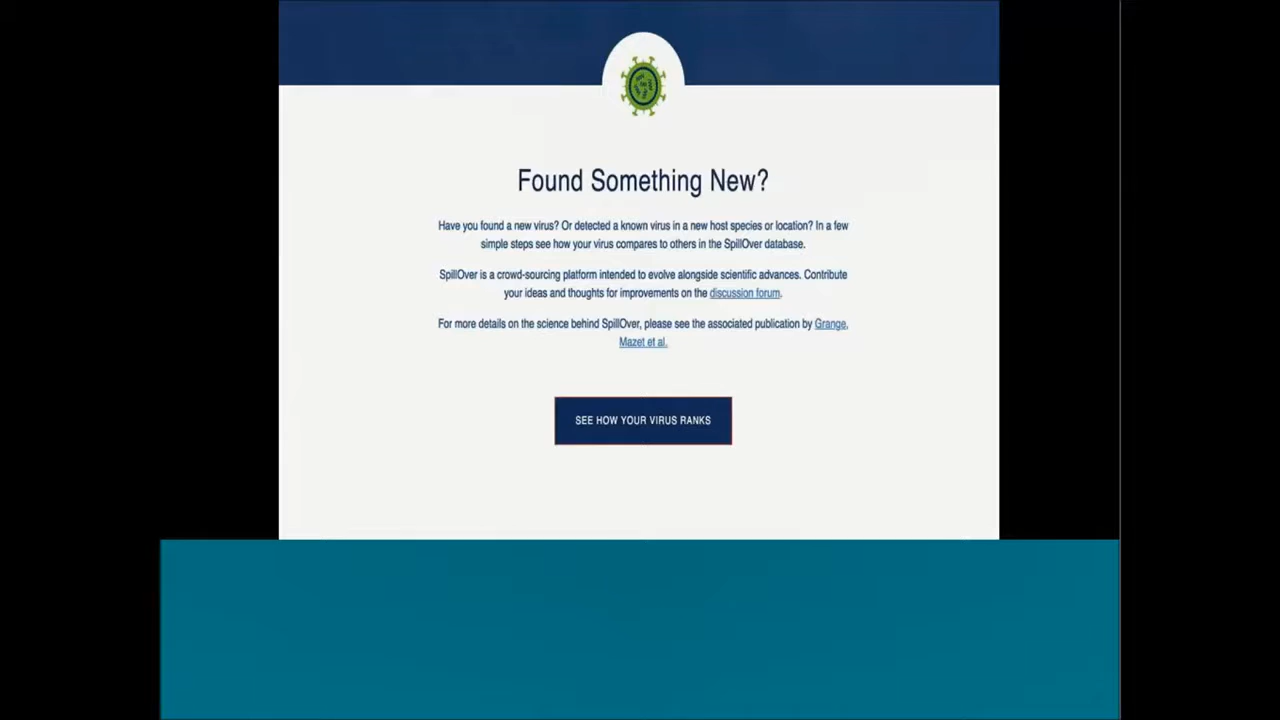 Found Something New?
Have you found a new virus? Or detected a known virus in a new host species or location? In a few
simple steps see how your virus compares to others in the SpillOver database.
SpillOver is a crowd-sourcing platform intended to evolve alongside scientific advances. Contribute
your ideas and thoughts for improvements on the discussion forum.
For more details on the science behind SpillOver, please see the associated publication by Grange,
Mazet et al.
SEE HOW YOUR VIRUS RANKS